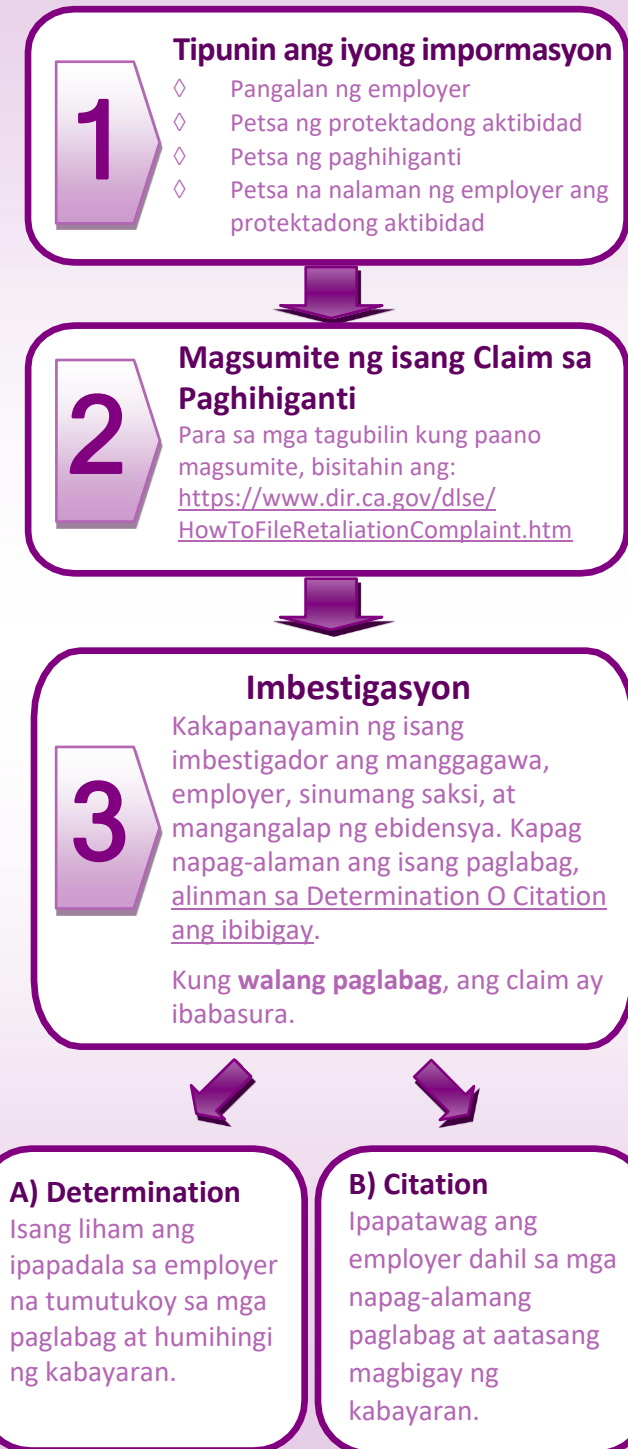 1
Tipunin ang iyong impormasyon
◊ Pangalan ng employer
◊ Petsa ng protektadong aktibidad
◊ Petsa ng paghihiganti
◊ Petsa na nalaman ng employer ang
protektadong aktibidad
2
Magsumite ng isang Claim sa
Paghihiganti
Para sa mga tagubilin kung paano
magsumite, bisitahin ang:
https://www.dir.ca.gov/dlse/
HowToFileRetaliationComplaint.htm
3
Imbestigasyon
Kakapanayamin ng isang
imbestigador ang manggagawa,
employer, sinumang saksi, at
mangangalap ng ebidensya. Kapag
napag-alaman ang isang paglabag,
alinman sa Determination O Citation
ang ibibigay.
Kung walang paglabag, ang claim ay
ibabasura.
A) Determination
Isang liham ang
ipapadala sa employer
na tumutukoy sa mga
paglabag at humihingi
ng kabayaran.
B) Citation
Ipapatawag ang
employer dahil sa mga
napag-alamang
paglabag at aatasang
magbigay ng
kabayaran.